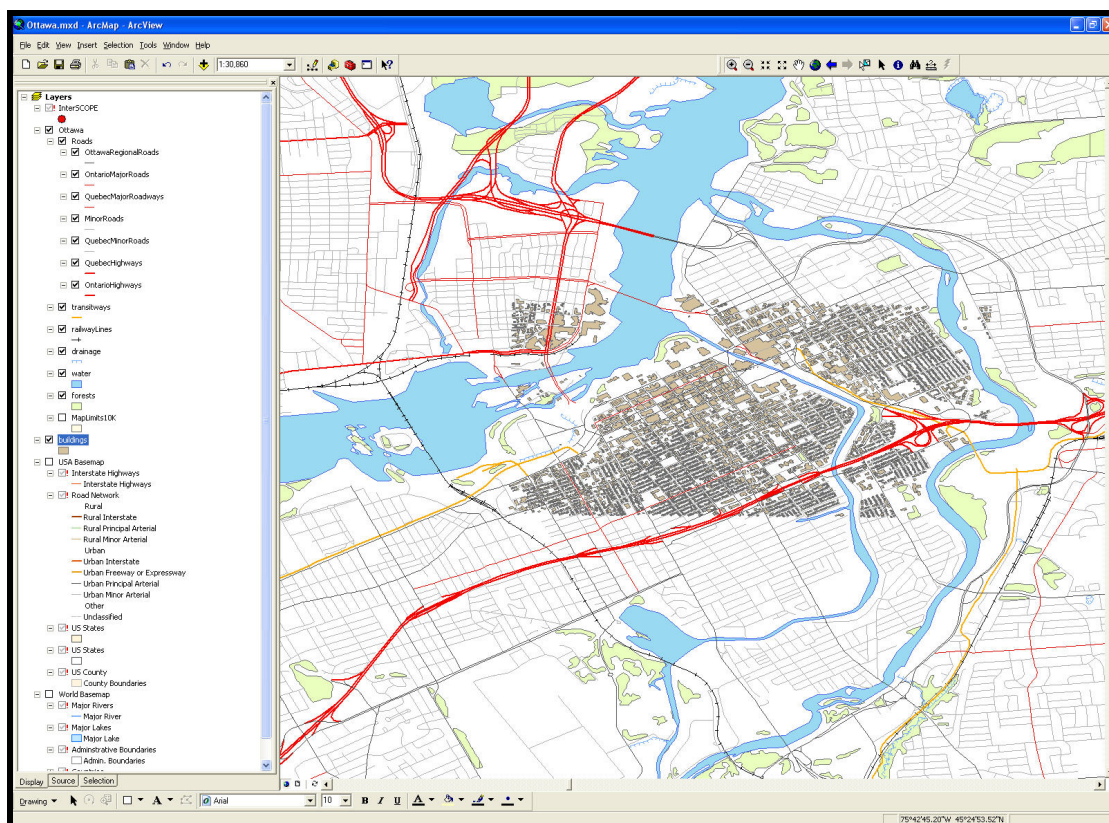 Ottawa.mxd - ArcMap - ArcView
File Edit View Insert Selection Tools Window Help
1:30,860
Layers
InterSCOPE
Ottawa
Roads
OttawaRegionalRoads
OntarioMajorRoads
QuebecMajorRoadways
MinorRoads
QuebecMinorRoads
QuebecHighways
OntarioHighways
transitways
railwayLines
drainage
water
forests
MapLimits10K
buildings
USA Basemap
Interstate Highways
Interstate Highways
Road Network
Rural
Rural Interstate
Rural Principal Arterial
Rural Minor Arterial
Urban
Urban Interstate
Urban Freeway or Expressway
Urban Principal Arterial
Urban Minor Arterial
Other
Unclassified
US States
US States
US County
County Boundaries
World Basemap
Major Rivers
Major River
Major Lakes
Major Lake
Adminstrative Boundaries
Admin. Boundaries
Display Source Selection
Drawing A Arial 10 B I U A
75°42'45.20"W 45°24'53.52"N